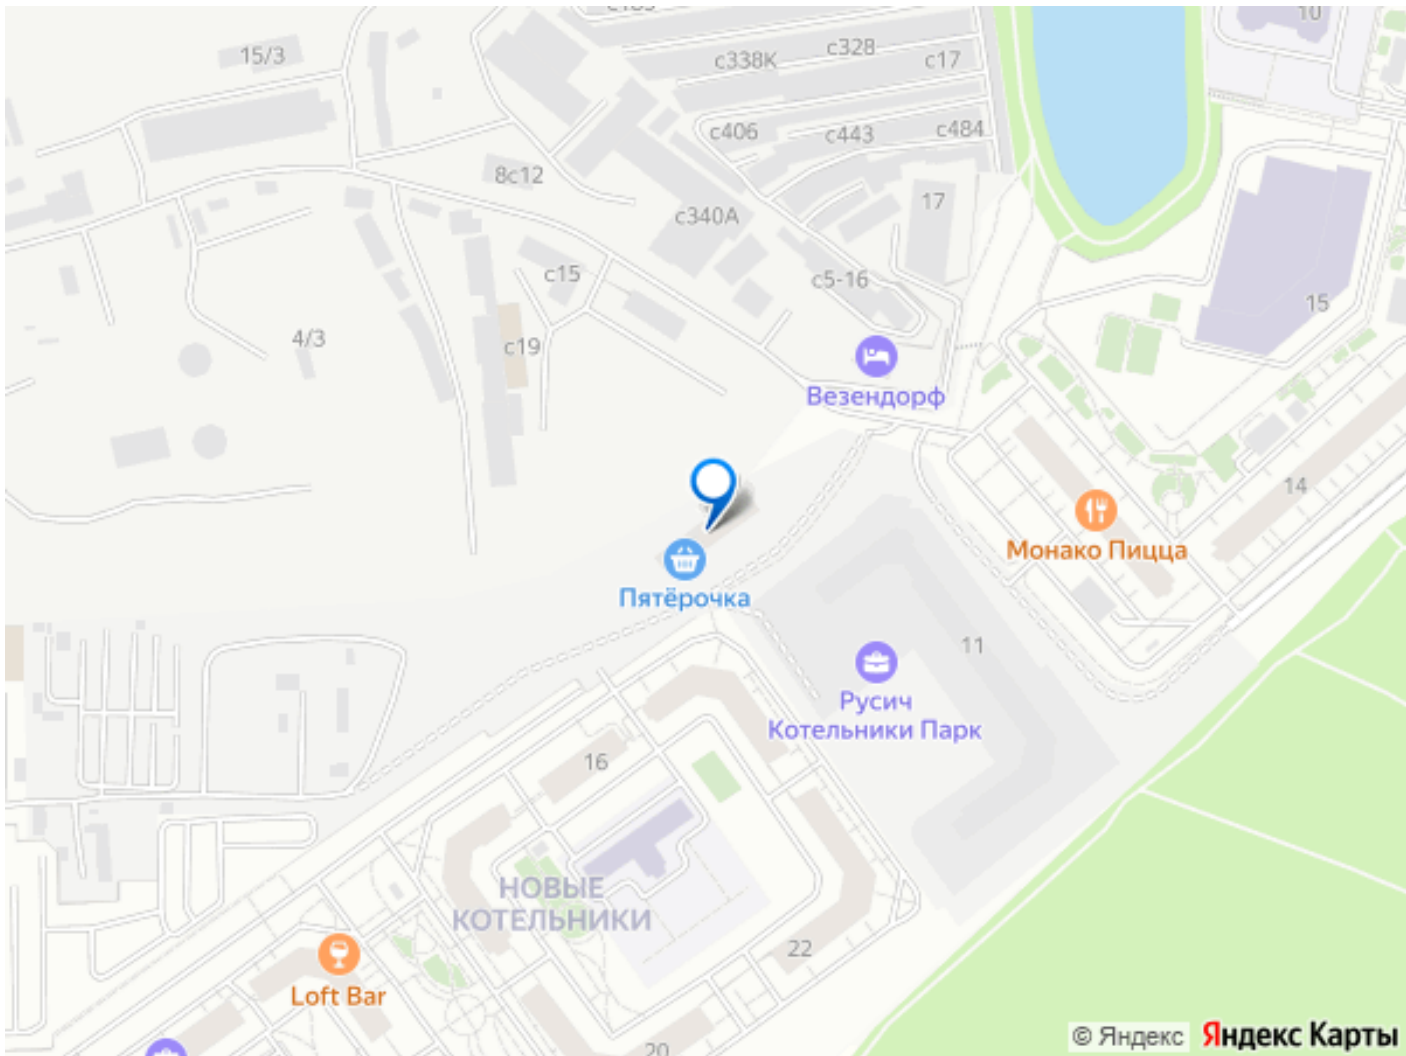 10
15/3
с338К
с328
с17
с406
с443
с484
8с12
17
с340А
с15
с5-16
15
4/3
с19
Везендорф
14
Монако Пицца
Пятёрочка
11
Русич
Котельники Парк
16
НОВЫЕ
КОТЕЛЬНИКИ
22
Loft Bar
20
© Яндекс Яндекс Карты